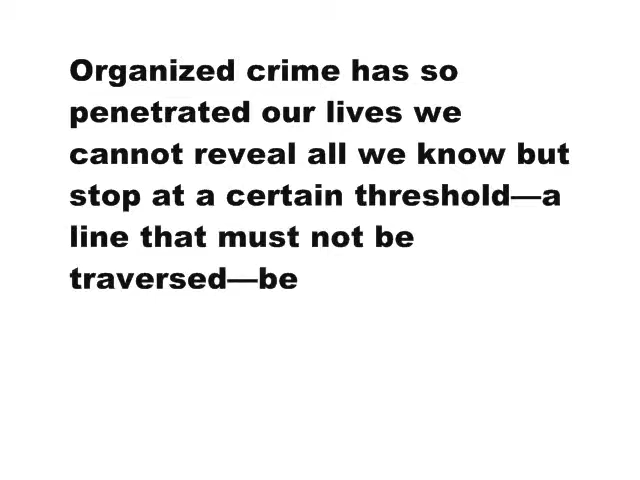 Organized crime has so
penetrated our lives we
cannot reveal all we know but
stop at a certain threshold—a
line that must not be
traversed—be